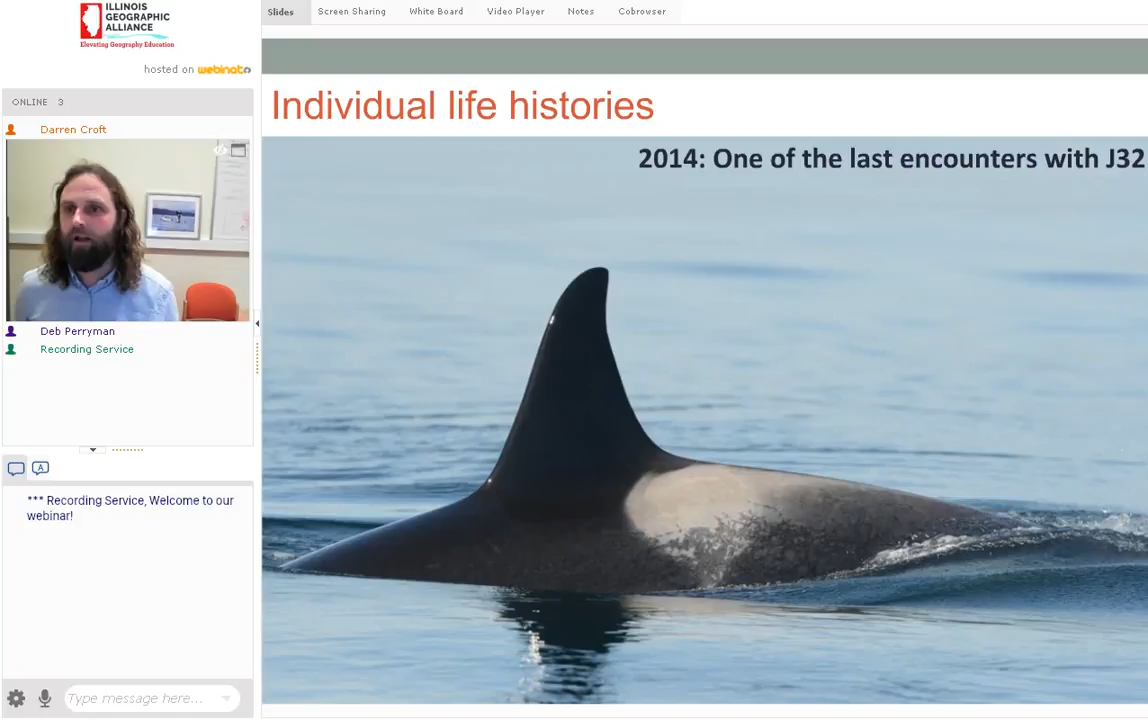 ILLINOIS
GEOGRAPHIC
ALLIANCE
Elevating Geography Education
hosted on webinato
ONLINE 3
Darren Croft
Deb Perryman
Recording Service
*** Recording Service, Welcome to our
webinar!
Type message here...
Slides Screen Sharing White Board Video Player Notes Cobrowser
Individual life histories
2014: One of the last encounters with J32